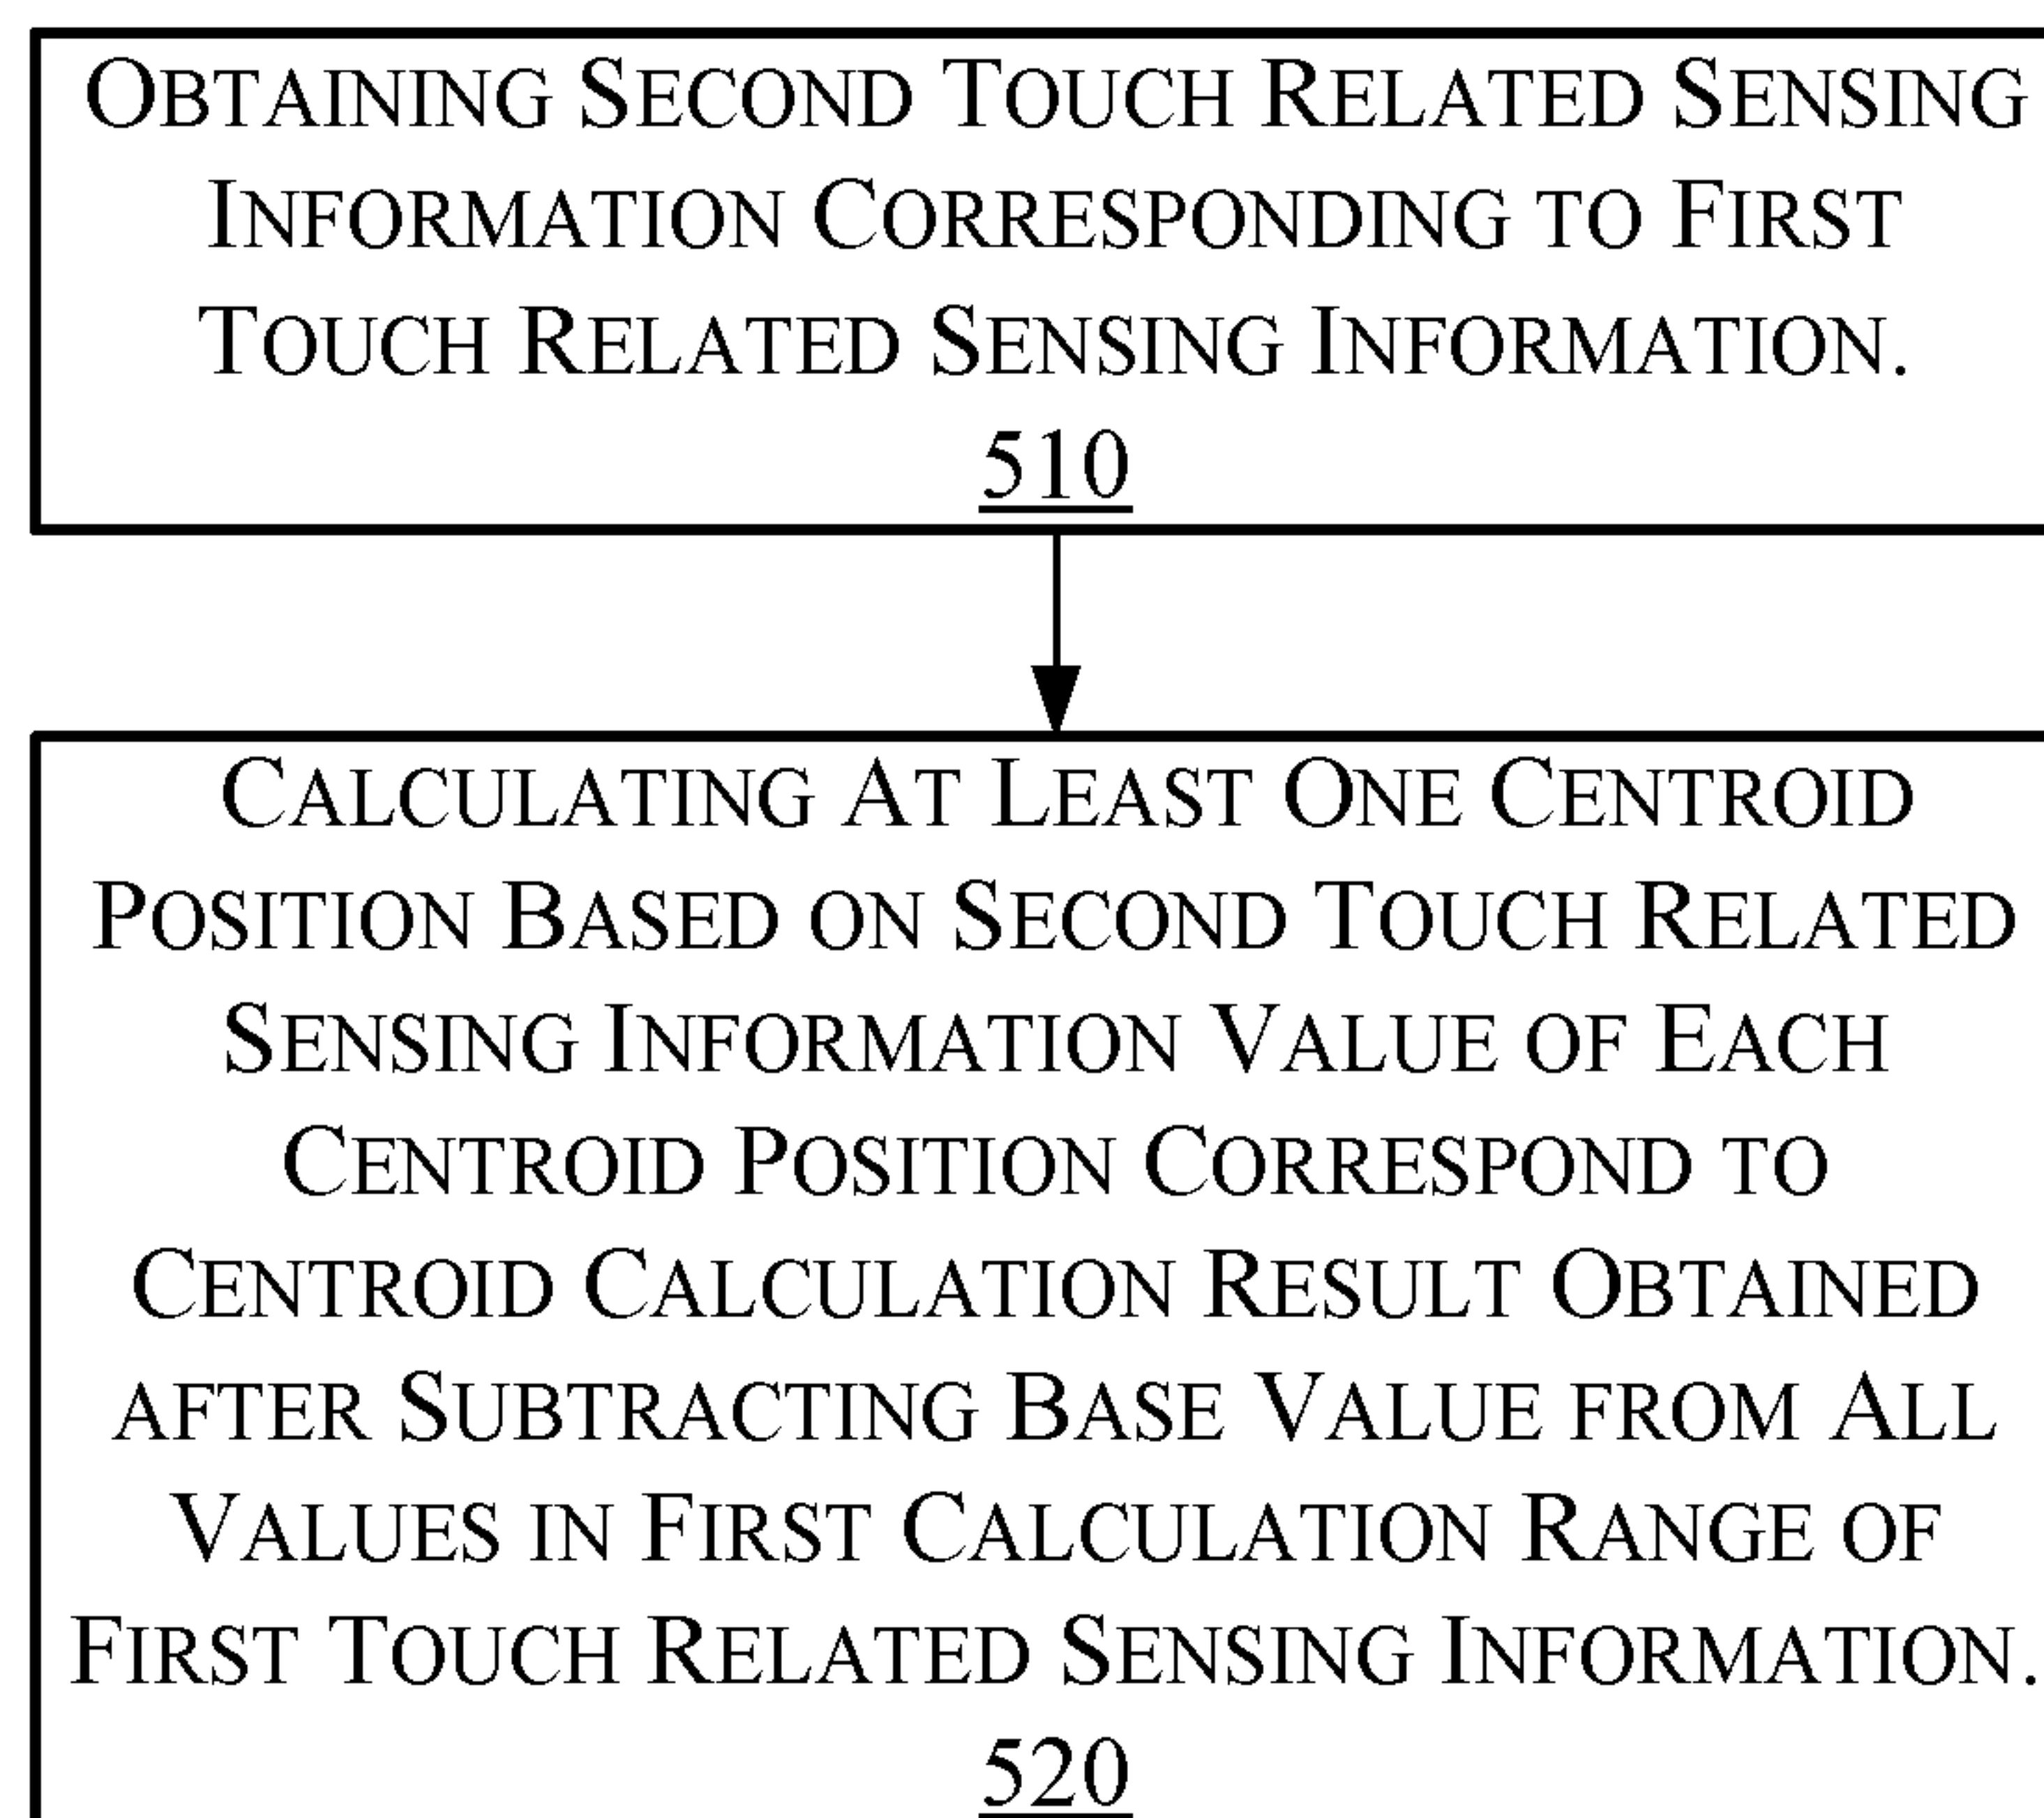 OBTAINING SECOND TOUCH RELATED SENSING
INFORMATION CORRESPONDING TO FIRST
TOUCH RELATED SENSING INFORMATION.
510
CALCULATING AT LEAST ONE CENTROID
POSITION BASED ON SECOND TOUCH RELATED
SENSING INFORMATION VALUE OF EACH
CENTROID POSITION CORRESPOND TO
CENTROID CALCULATION RESULT OBTAINED
AFTER SUBTRACTING BASE VALUE FROM ALL
VALUES IN FIRST CALCULATION RANGE OF
FIRST TOUCH RELATED SENSING INFORMATION.
520